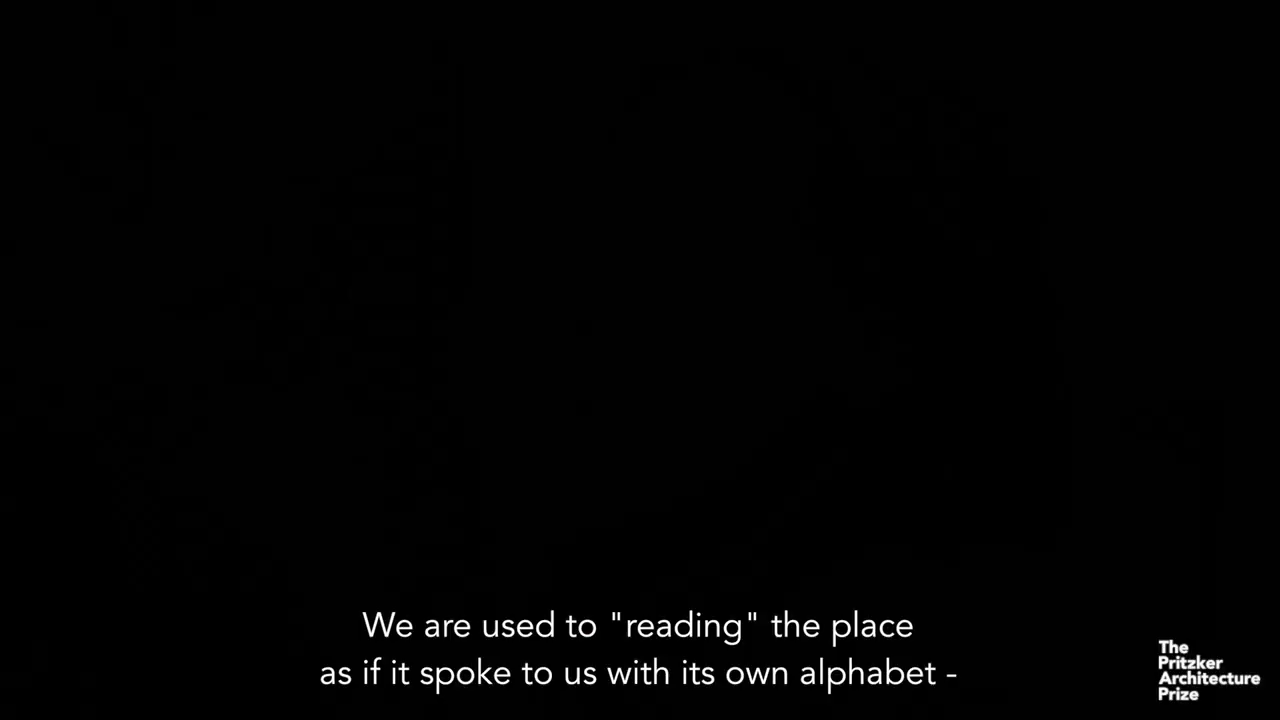 We are used to "reading" the place
as if it spoke to us with its own alphabet -
The
Pritzker
Architecture
Prize